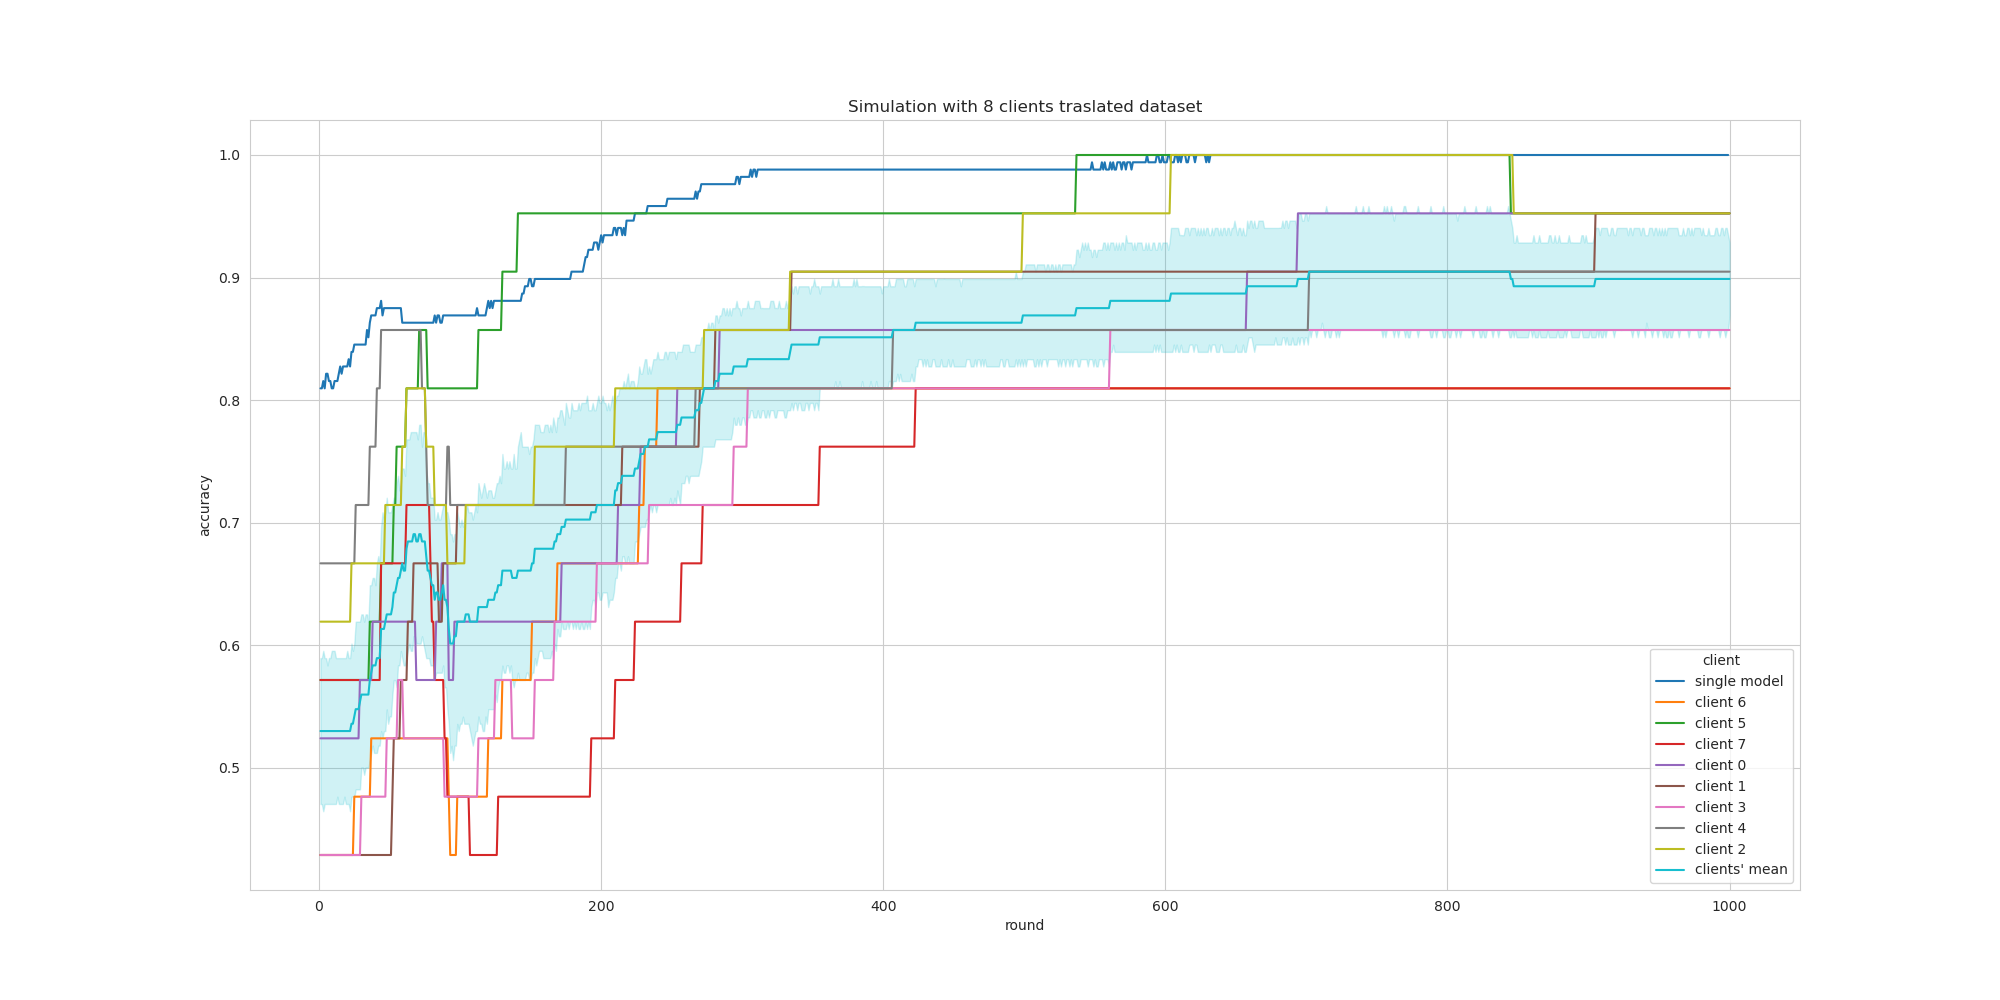 Simulation with 8 clients traslated dataset
accuracy
1.0
0.9
0.8
0.7
0.6
0.5
0
200
400
600
800
1000
round
client
single model
client 6
client 5
client 7
client 0
client 1
client 3
client 4
client 2
clients' mean